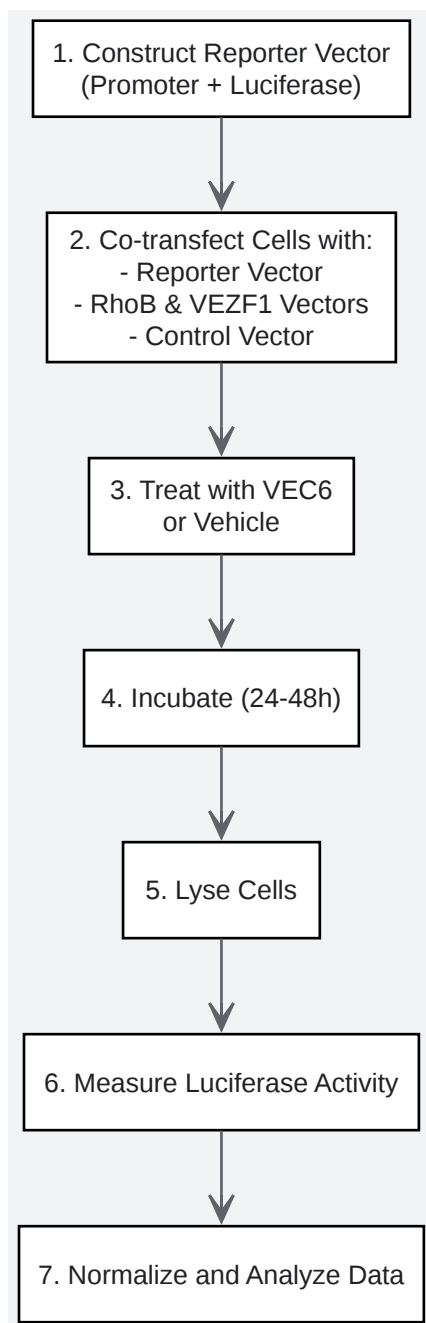 1. Construct Reporter Vector
(Promoter + Luciferase)
2. Co-transfect Cells with:
- Reporter Vector
- RhoB & VEZF1 Vectors
- Control Vector
3. Treat with VEC6
or Vehicle
4. Incubate (24-48h)
5. Lyse Cells
6. Measure Luciferase Activity
7. Normalize and Analyze Data